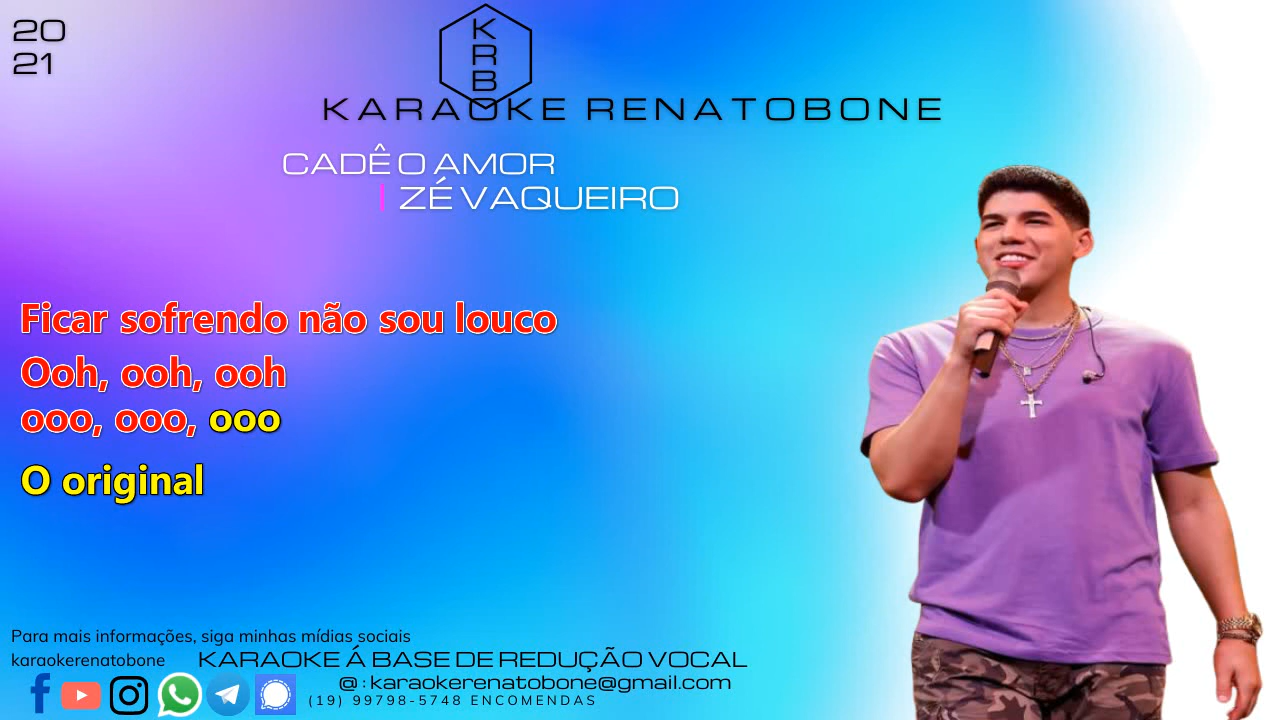 20
21
K
R
B
KARAOKE RENATOBONE
CADÊ O AMOR
| ZÉ VAQUEIRO
Ficar sofrendo não sou louco
Ooh, ooh, ooh
ooo, ooo, ooo
O original
Para mais informações, siga minhas mídias sociais
karaokerenatobone
KARAOKE Á BASE DE REDUÇÃO VOCAL
@ : karaokerenatobone@gmail.com
(19) 99798-5748 ENCOMENDAS